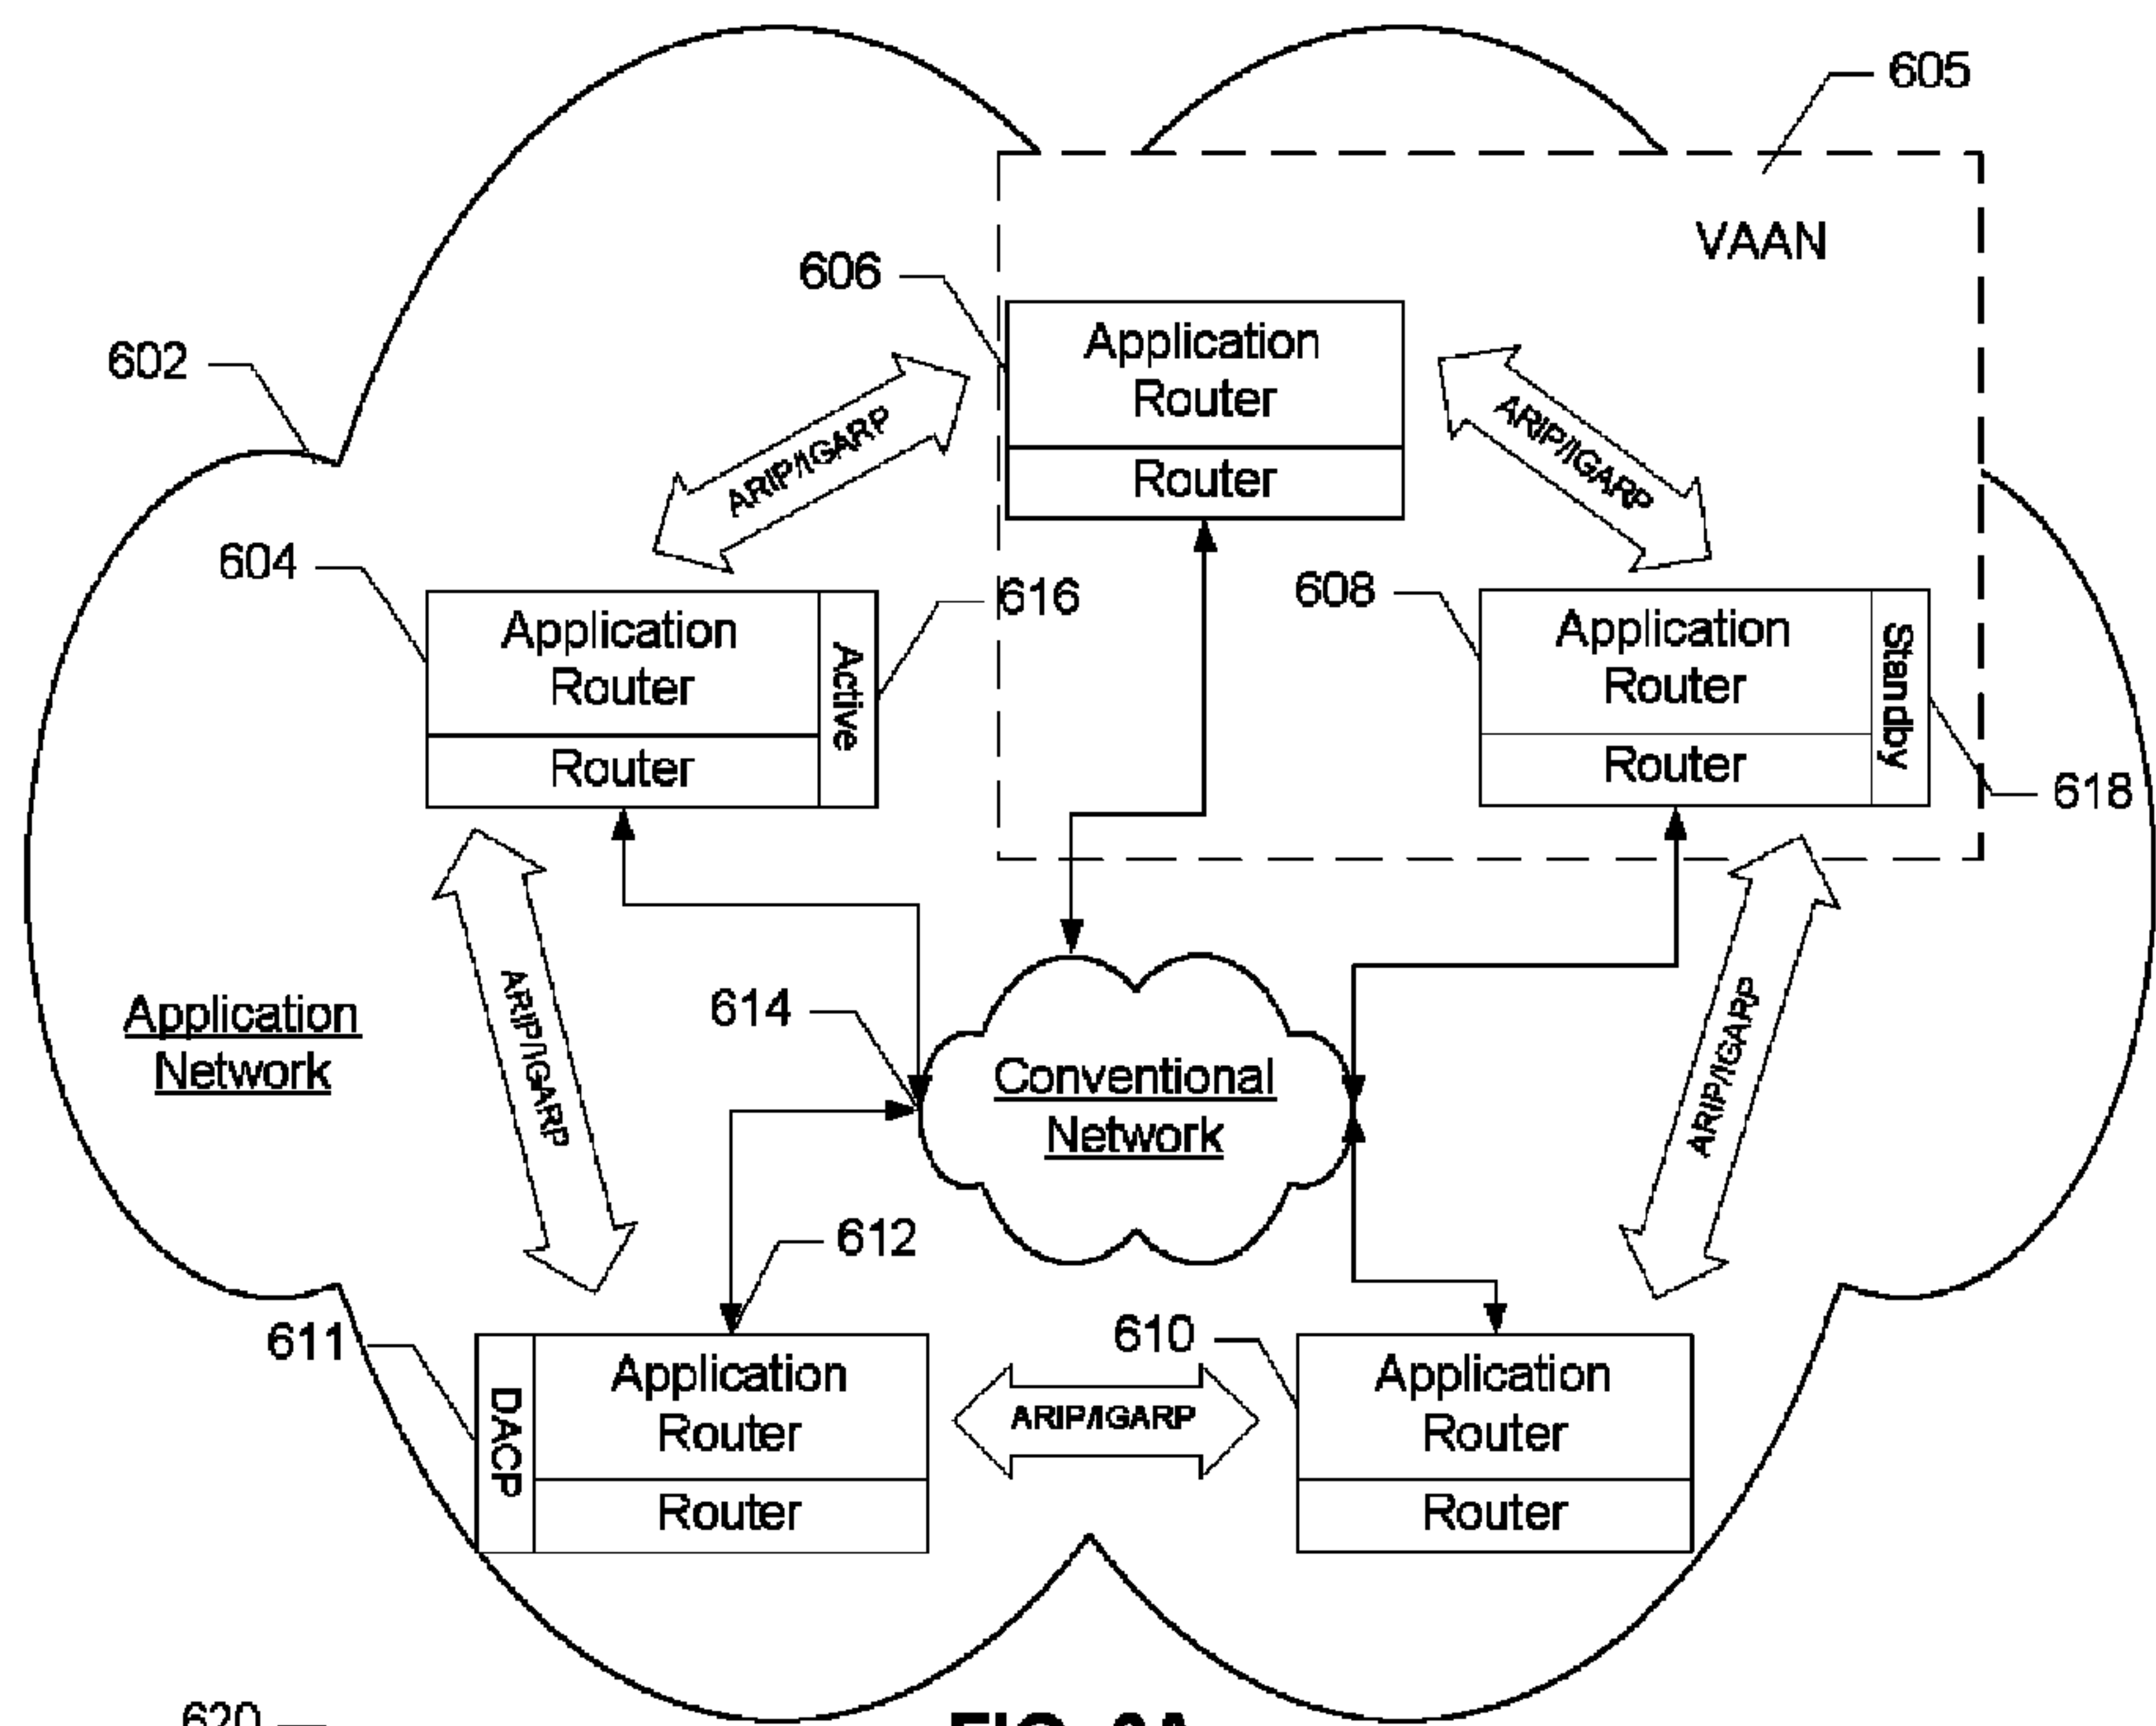 605
VAAN
606
Application
Router
Router
602
ARIP/IGARP
ARIP/IGARP
604
Application
Router
Router
Active
616
608
Application
Router
Router
Standby
618
Application
Network
ARIP/IGARP
614
Conventional
Network
ARIP/IGARP
612
611
DACP
Application
Router
Router
ARIP/IGARP
610
Application
Router
Router
620
FIG. 6A